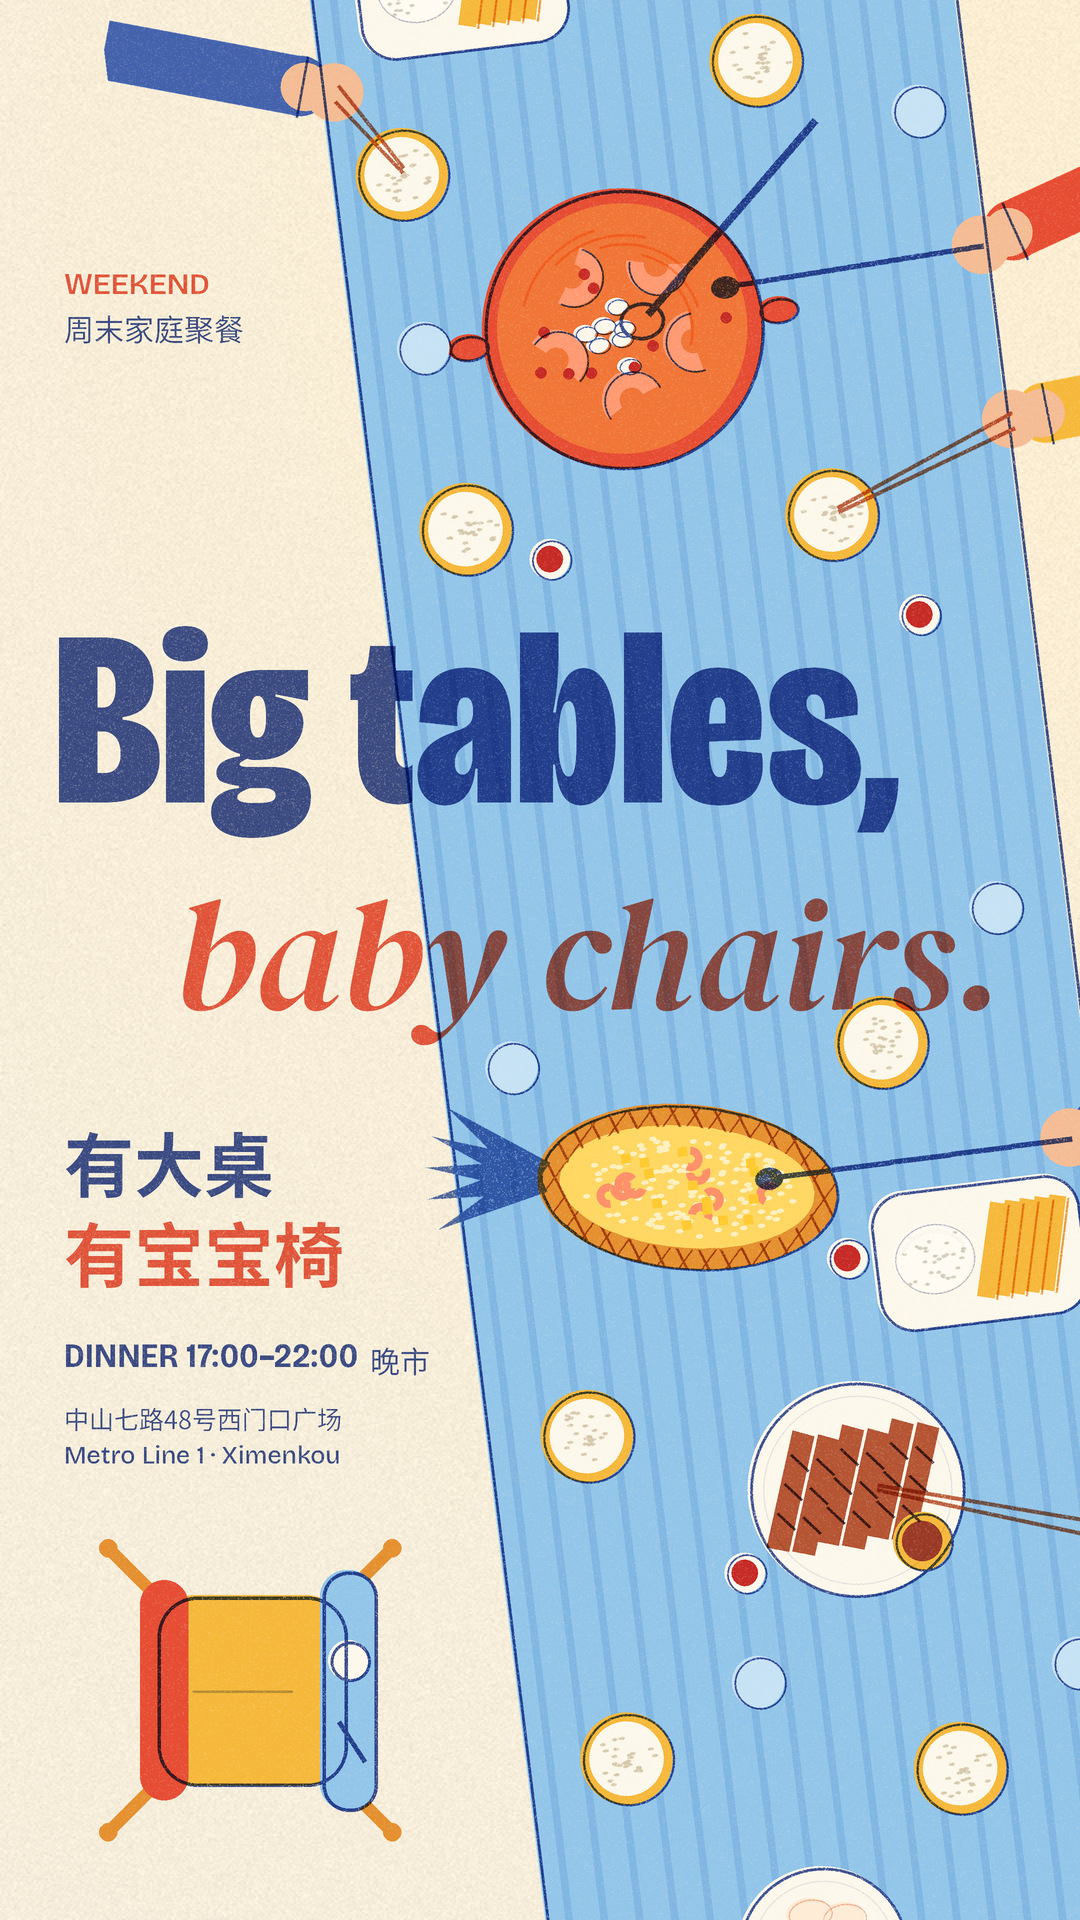 WEEKEND
周末家庭聚餐
Big tables,
baby chairs.
有大桌
有宝宝椅
DINNER 17:00–22:00 晚市
中山七路48号西门口广场
Metro Line 1 · Ximenkou